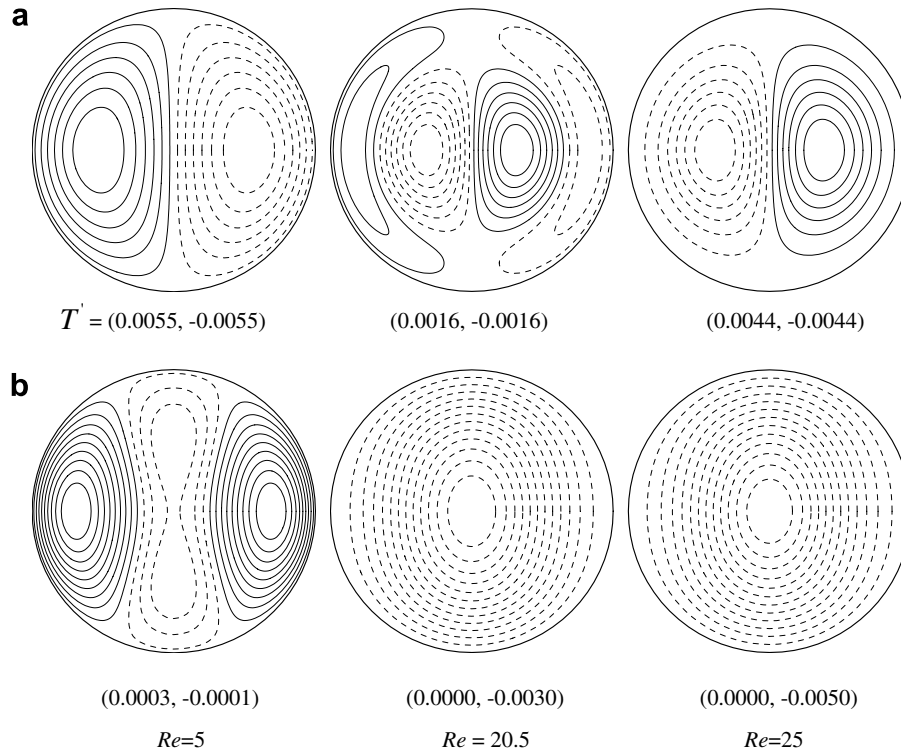 a
T' = (0.0055, -0.0055) (0.0016, -0.0016) (0.0044, -0.0044)
b
(0.0003, -0.0001) (0.0000, -0.0030) (0.0000, -0.0050)
Re=5 Re = 20.5 Re=25